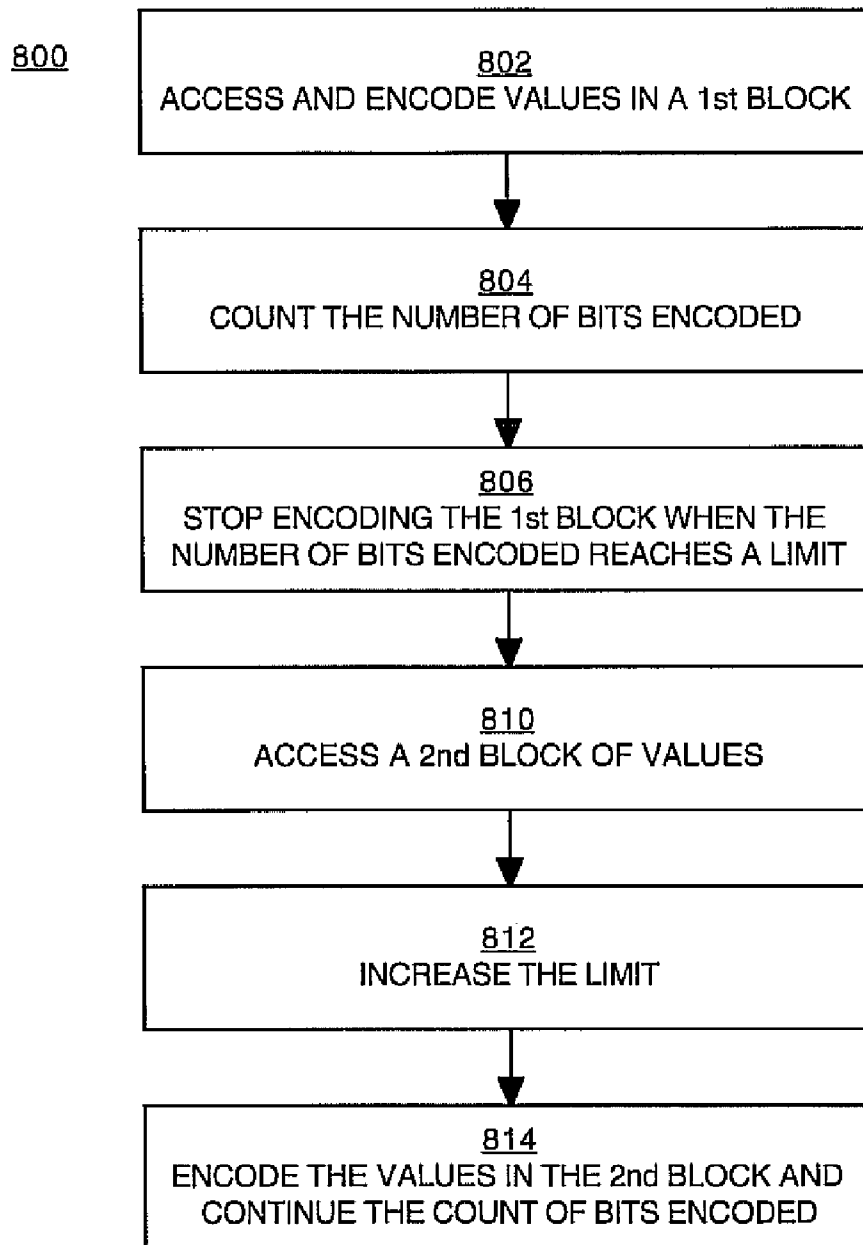 800
802
ACCESS AND ENCODE VALUES IN A 1st BLOCK
804
COUNT THE NUMBER OF BITS ENCODED
806
STOP ENCODING THE 1st BLOCK WHEN THE
NUMBER OF BITS ENCODED REACHES A LIMIT
810
ACCESS A 2nd BLOCK OF VALUES
812
INCREASE THE LIMIT
814
ENCODE THE VALUES IN THE 2nd BLOCK AND
CONTINUE THE COUNT OF BITS ENCODED